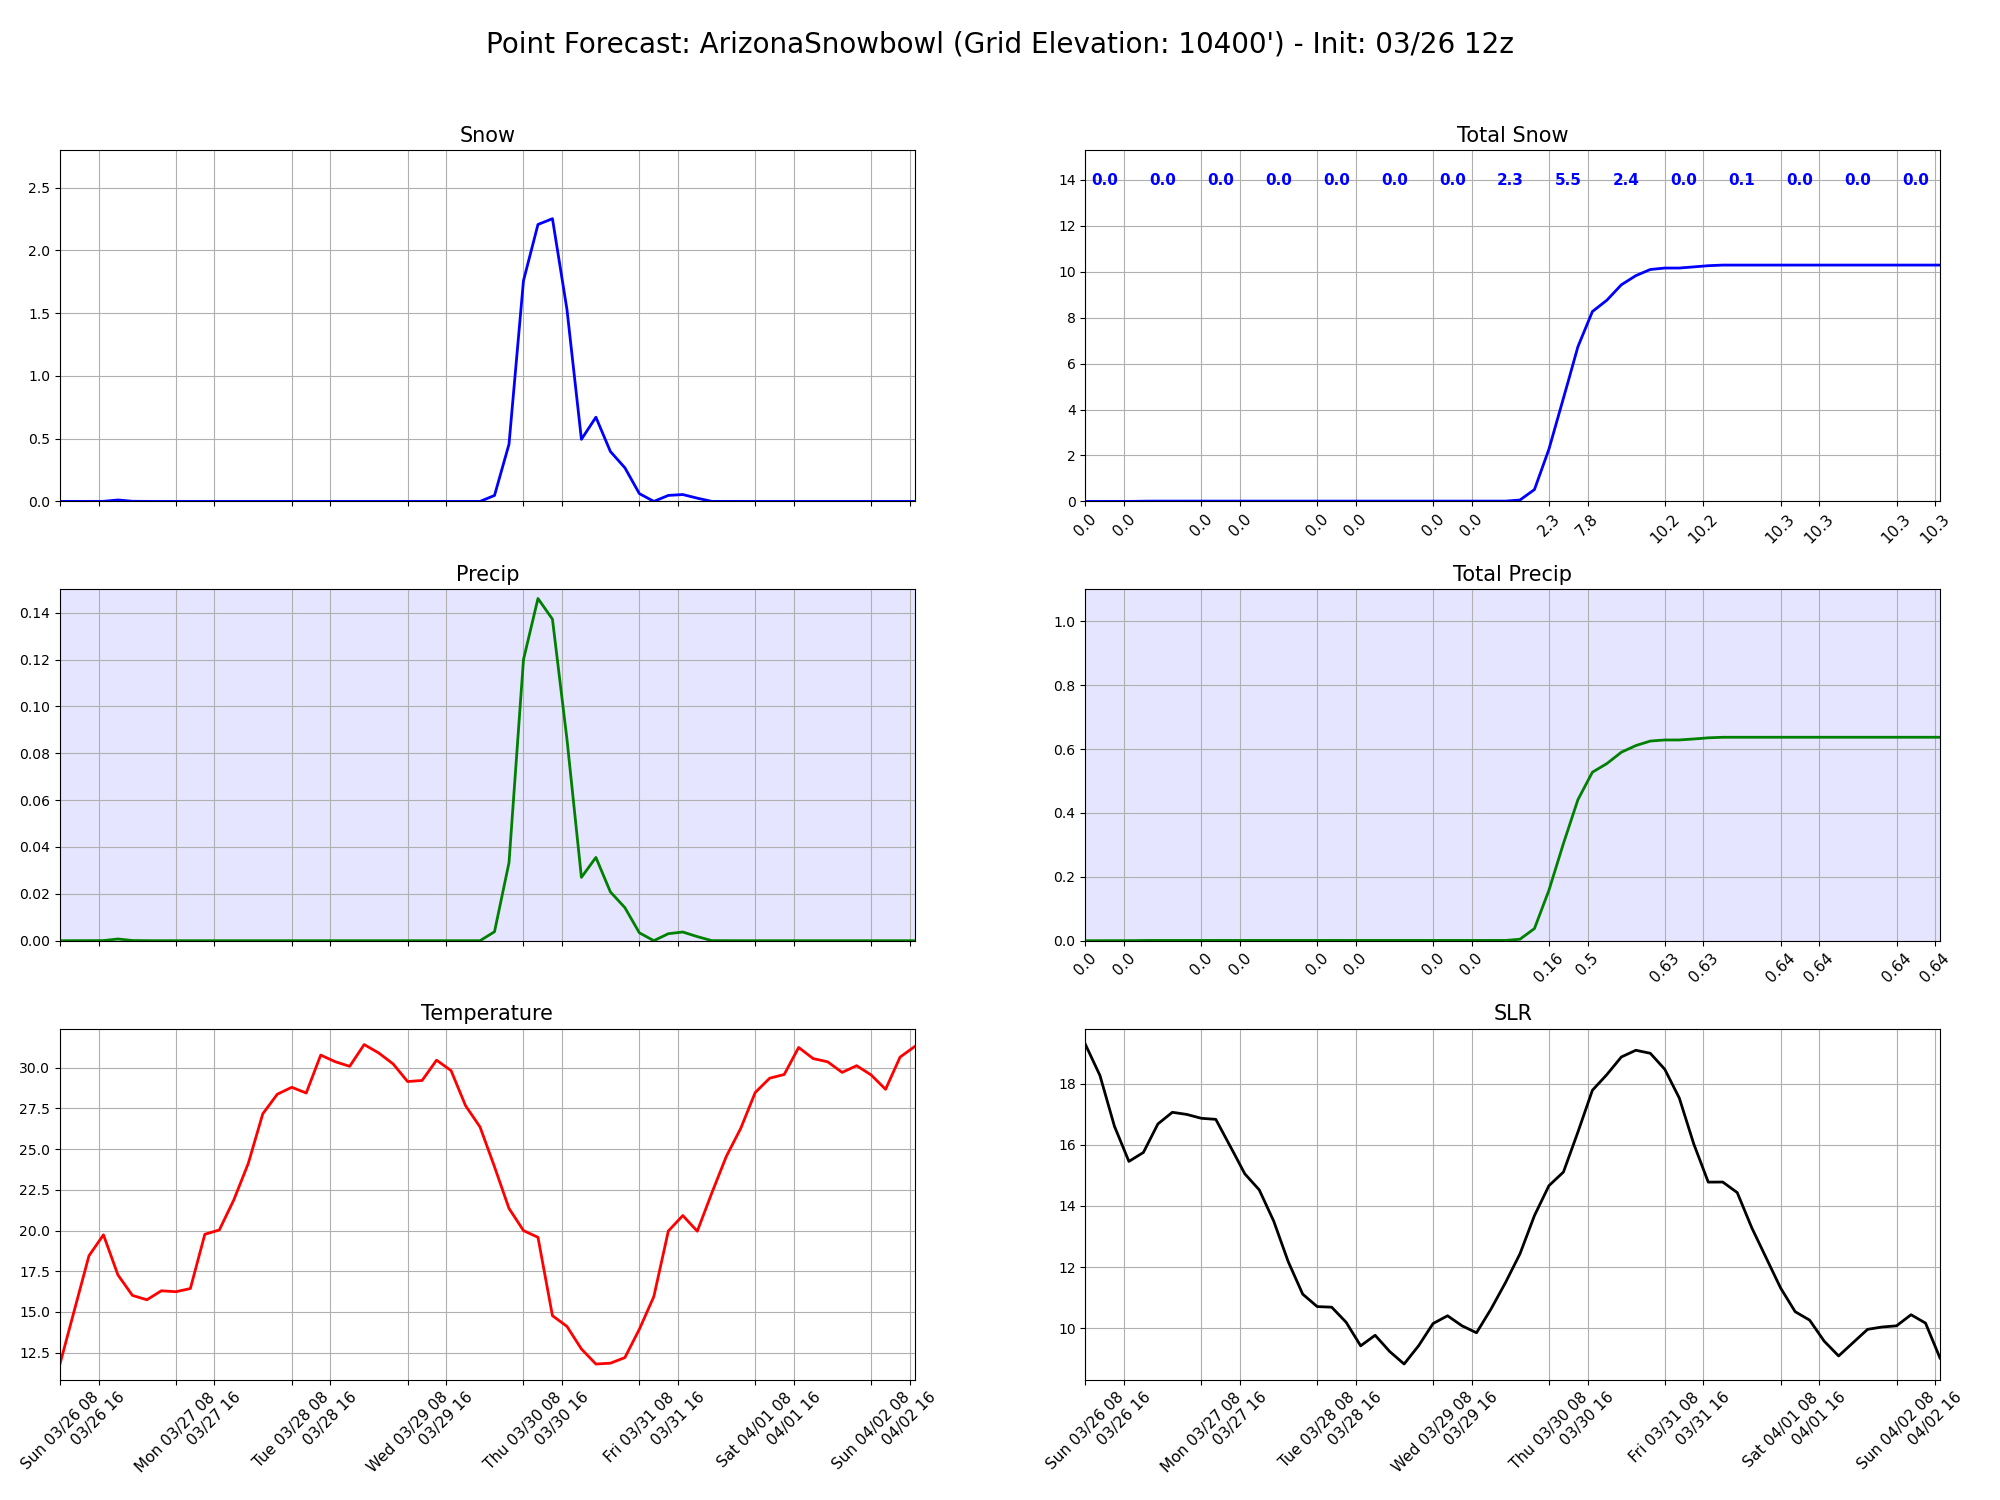 Point Forecast: ArizonaSnowbowl (Grid Elevation: 10400') - Init: 03/26 12z
Snow
2.5
2.0
1.5
1.0
0.5
0.0
Total Snow
14
12
10
8
6
4
2
0
0.0 0.0 0.0 0.0 0.0 0.0 0.0 2.3 5.5 2.4 0.0 0.1 0.0 0.0 0.0
0.0 0.0 0.0 0.0 0.0 0.0 0.0 0.0 2.3 7.8 10.2 10.2 10.3 10.3 10.3 10.3
Precip
0.14
0.12
0.10
0.08
0.06
0.04
0.02
0.00
Total Precip
1.0
0.8
0.6
0.4
0.2
0.0
0.0 0.0 0.0 0.0 0.0 0.0 0.0 0.0 0.16 0.5 0.63 0.63 0.64 0.64 0.64 0.64
Temperature
30.0
27.5
25.0
22.5
20.0
17.5
15.0
12.5
Sun 03/26 08
03/26 16
Mon 03/27 08
03/27 16
Tue 03/28 08
03/28 16
Wed 03/29 08
03/29 16
Thu 03/30 08
03/30 16
Fri 03/31 08
03/31 16
Sat 04/01 08
04/01 16
Sun 04/02 08
04/02 16
SLR
18
16
14
12
10
Sun 03/26 08
03/26 16
Mon 03/27 08
03/27 16
Tue 03/28 08
03/28 16
Wed 03/29 08
03/29 16
Thu 03/30 08
03/30 16
Fri 03/31 08
03/31 16
Sat 04/01 08
04/01 16
Sun 04/02 08
04/02 16